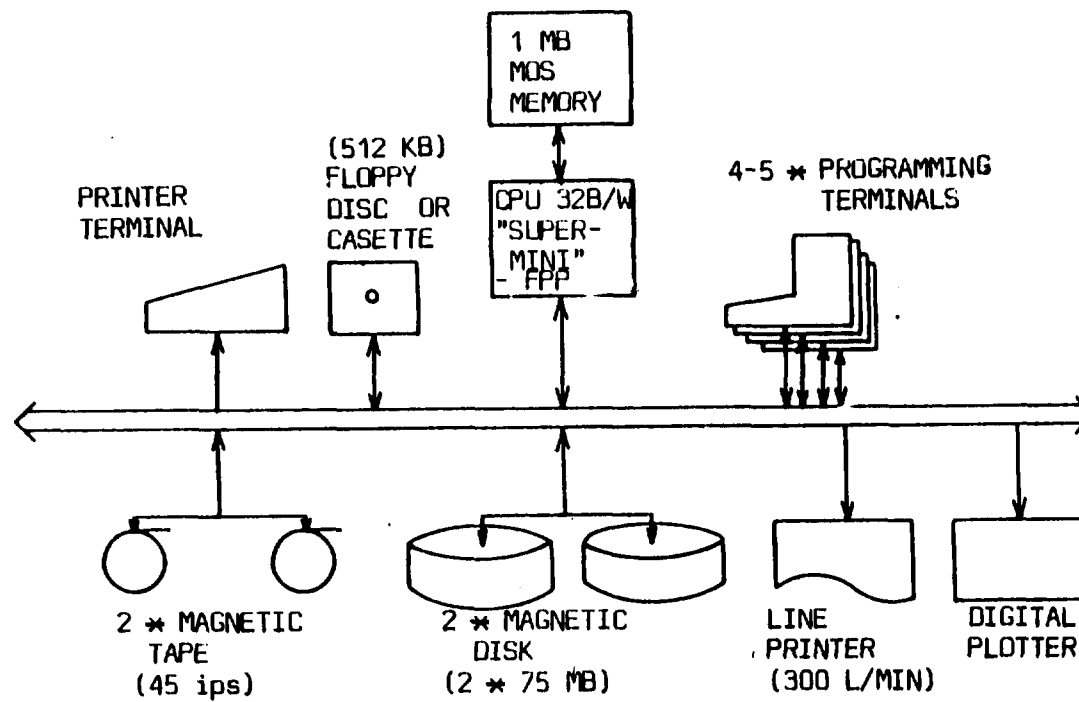 1 MB
MOS
MEMORY
(512 KB)
FLOPPY
DISC OR
CASETTE
PRINTER
TERMINAL
CPU 32B/W
"SUPER-
MINI"
- FPP
4-5 * PROGRAMMING
TERMINALS
2 * MAGNETIC
TAPE
(45 ips)
2 * MAGNETIC
DISK
(2 * 75 MB)
LINE
PRINTER
(300 L/MIN)
DIGITAL
PLOTTER